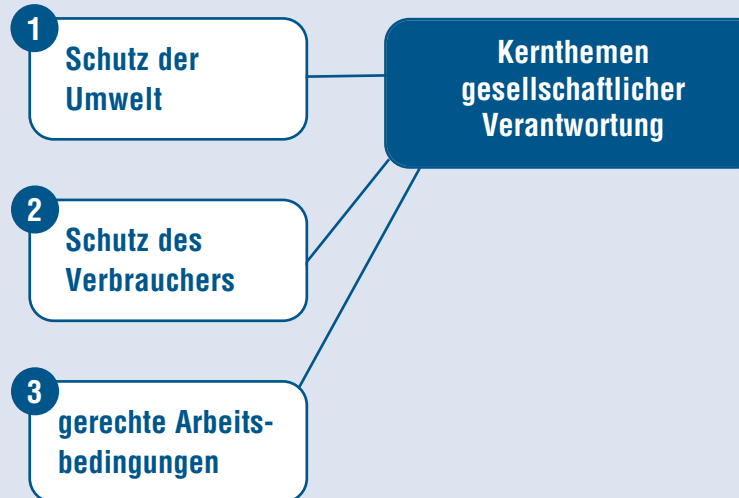 1
Schutz der
Umwelt
Kernthemen
gesellschaftlicher
Verantwortung
2
Schutz des
Verbrauchers
3
gerechte Arbeits-
bedingungen